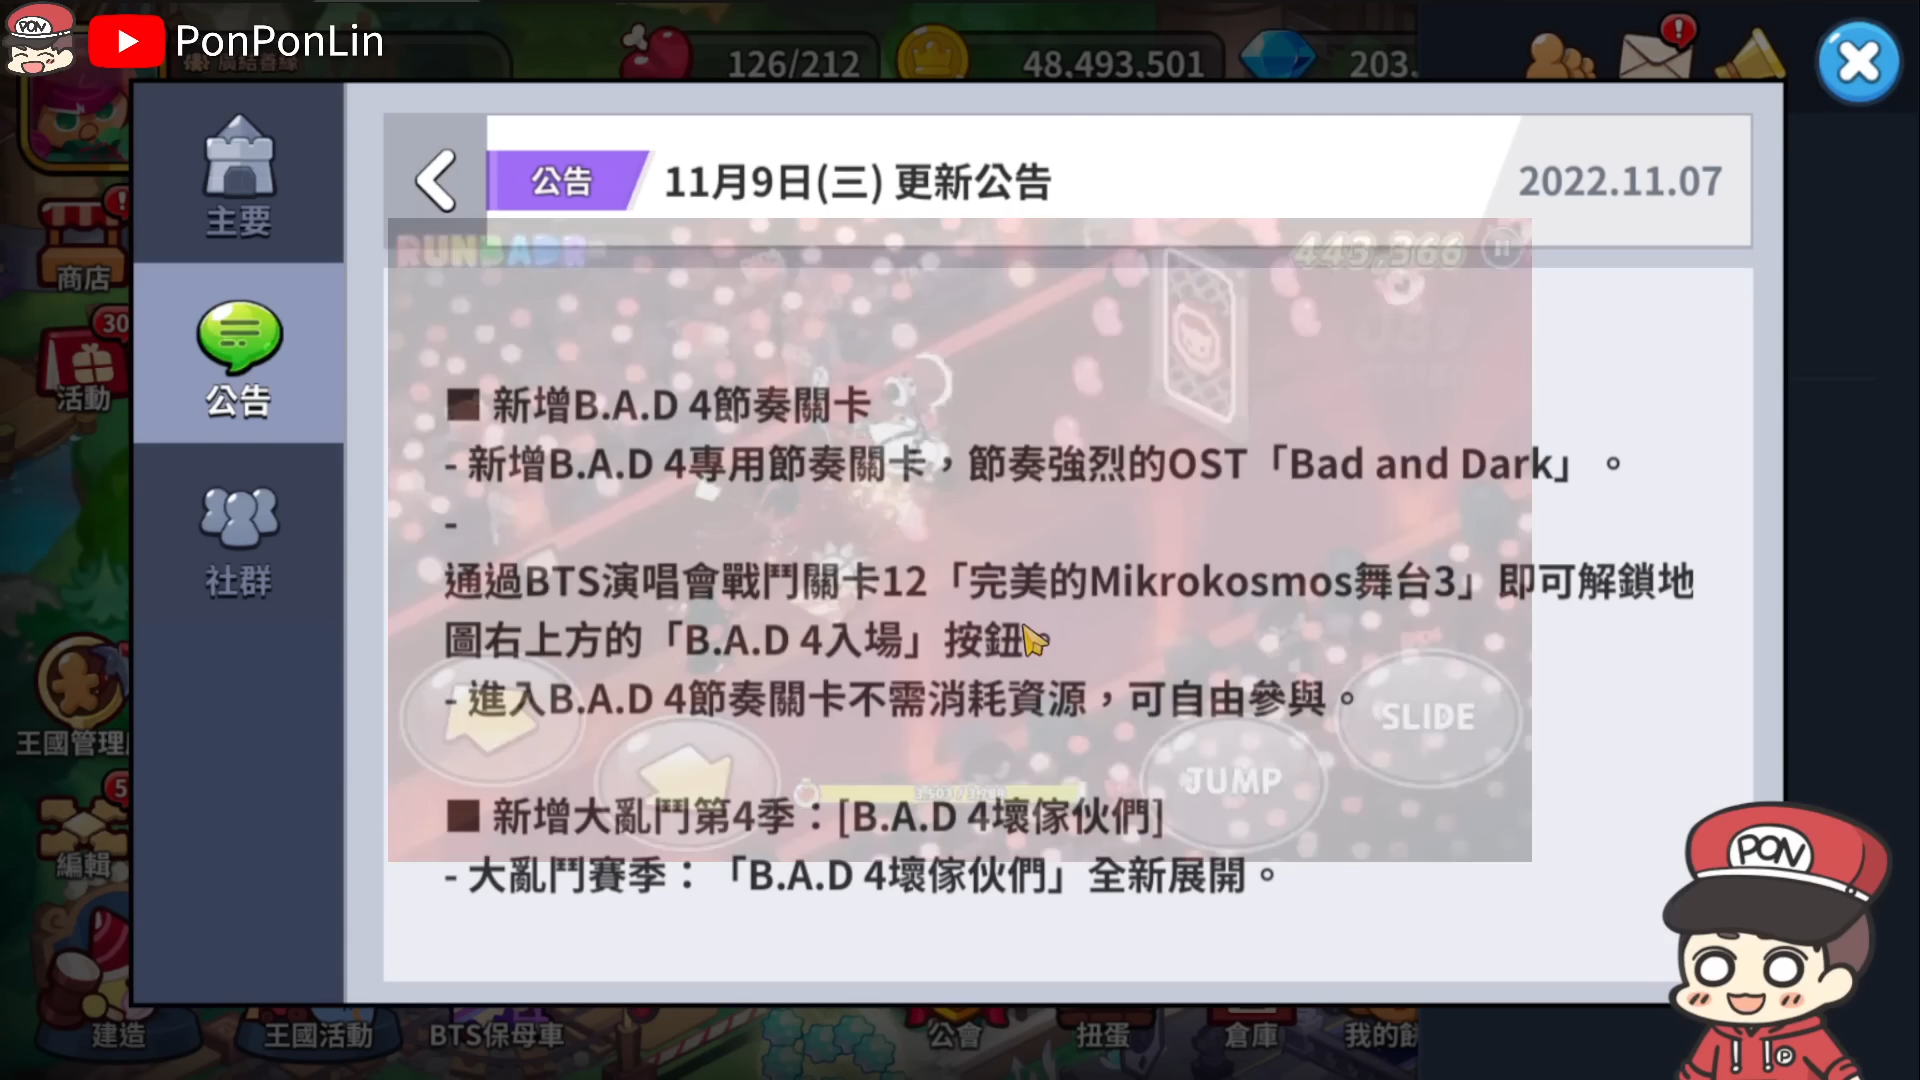 PonPonLin
126/212
48,493,501
203.
公告
11月9日(三) 更新公告
2022.11.07
主要
公告
社群
商店
30
活動
王國管理
5
編輯
443,366
■ 新增B.A.D 4節奏關卡
- 新增B.A.D 4專用節奏關卡，節奏強烈的OST「Bad and Dark」。
-
通過BTS演唱會戰鬥關卡12「完美的Mikrokosmos舞台3」即可解鎖地
圖右上方的「B.A.D 4入場」按鈕。
- 進入B.A.D 4節奏關卡不需消耗資源，可自由參與。
SLIDE
JUMP
■ 新增大亂鬥第4季：[B.A.D 4壞傢伙們]
- 大亂鬥賽季：「B.A.D 4壞傢伙們」全新展開。
建造
王國活動
BTS保母車
公會
扭蛋
倉庫
我的
PON
PON
P